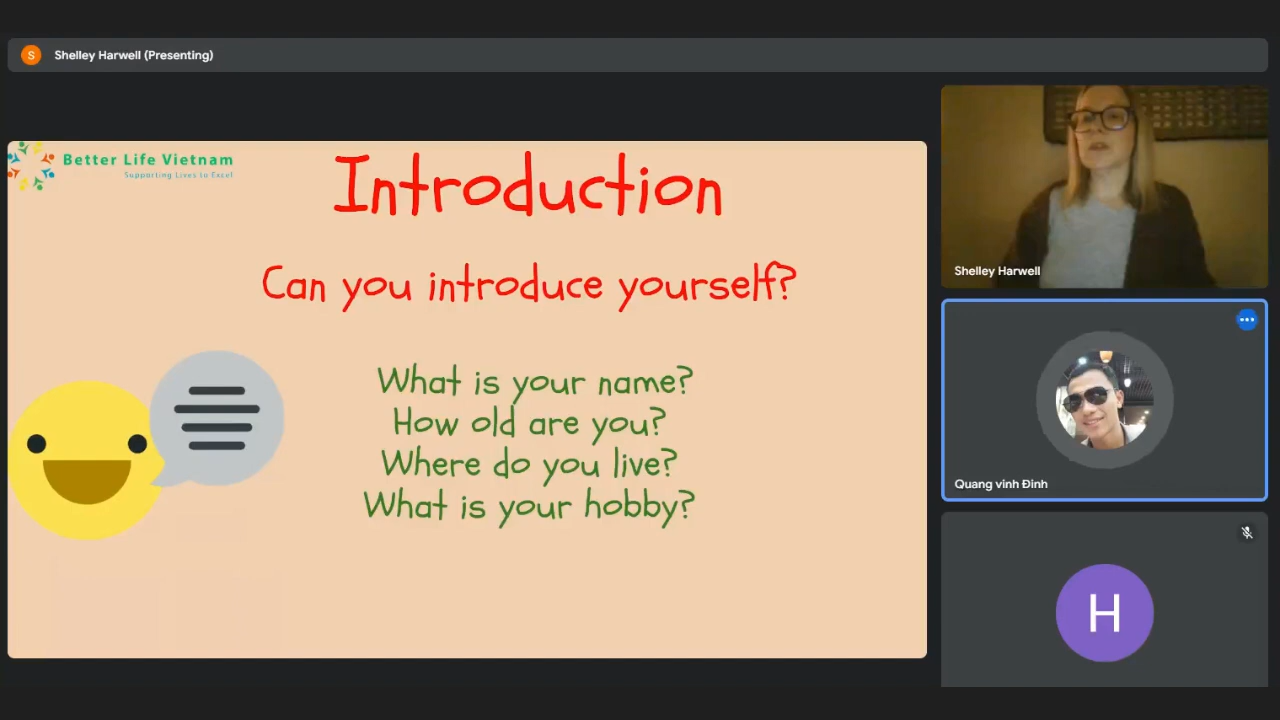 S
Shelley Harwell (Presenting)
Better Life Vietnam
Supporting Lives to Excel
Introduction
Can you introduce yourself?
What is your name?
How old are you?
Where do you live?
What is your hobby?
Shelley Harwell
Quang vinh Đinh
H